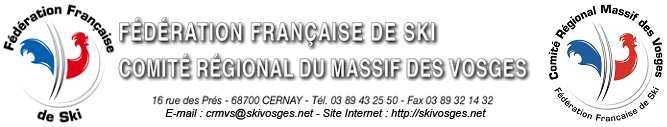 Fédération Française
de Ski
FÉDÉRATION FRANÇAISE DE SKI
COMITÉ RÉGIONAL DU MASSIF DES VOSGES
16 rue des Prés - 68700 CERNAY - Tél. 03 89 43 25 50 - Fax 03 89 32 14 32
E-mail : crmvs@skivosges.net - Site Internet : http://skivosges.net
Comité Régional Massif des Vosges
Fédération Française de Ski